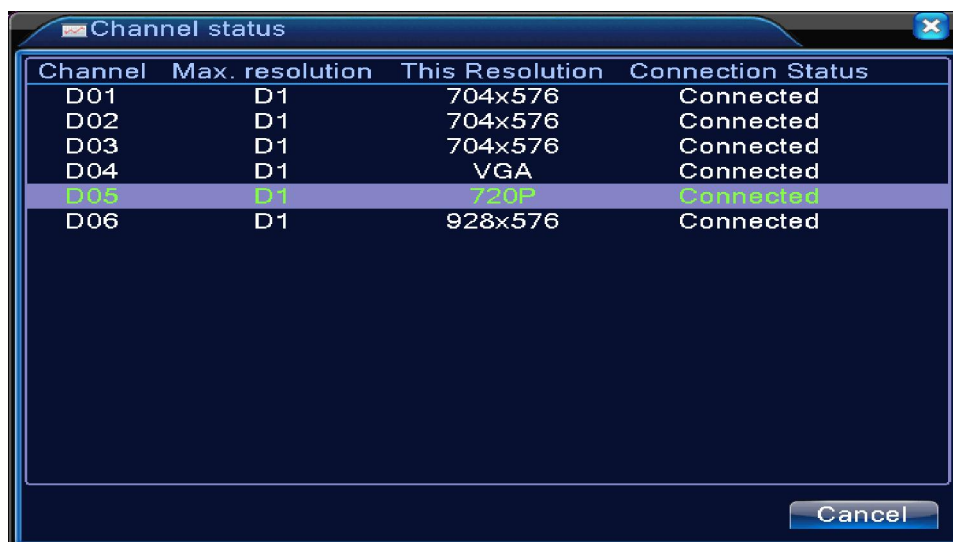 Channel status
Channel Max. resolution This Resolution Connection Status
D01 D1 704x576 Connected
D02 D1 704x576 Connected
D03 D1 704x576 Connected
D04 D1 VGA Connected
D05 D1 720P Connected
D06 D1 928x576 Connected
Cancel